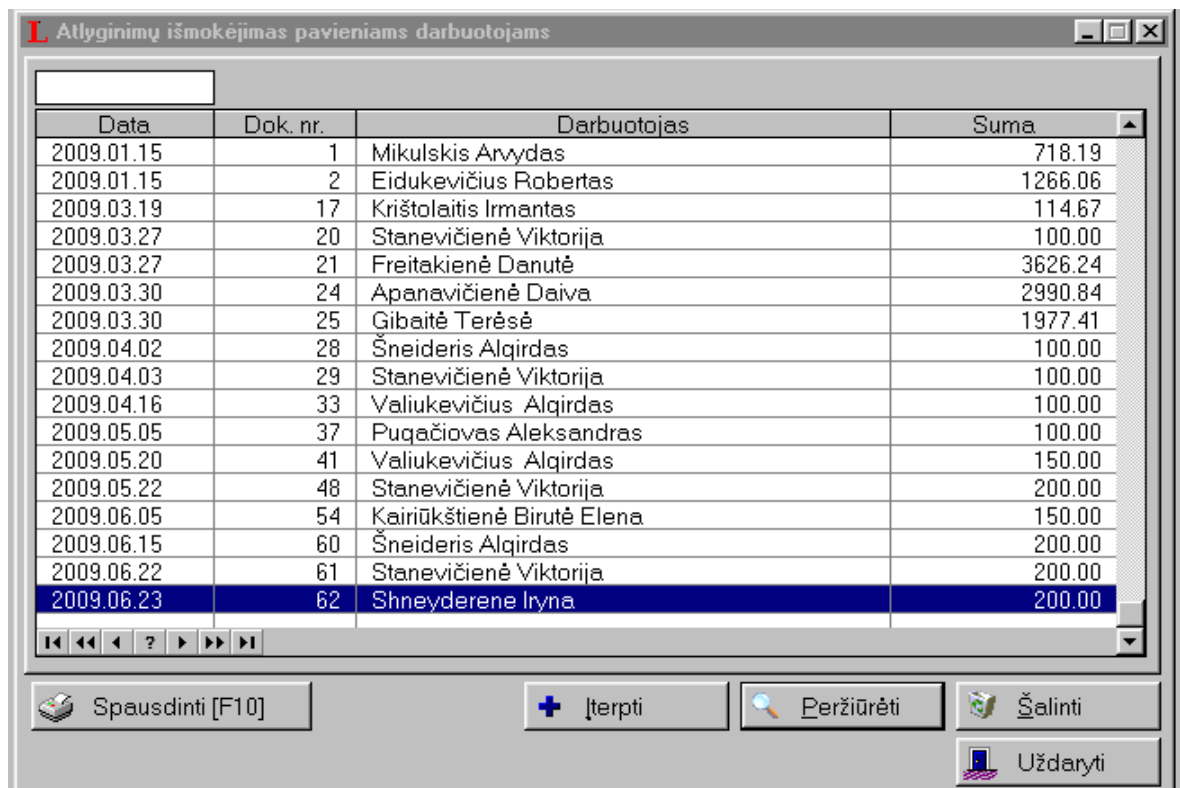 L Atlyginimų išmokėjimas pavieniams darbuotojams
Data Dok. nr. Darbuotojas Suma
2009.01.15 1 Mikulskis Arvydas 718.19
2009.01.15 2 Eidukevičius Robertas 1266.06
2009.03.19 17 Krištolaitis Irmantas 114.67
2009.03.27 20 Stanevičienė Viktorija 100.00
2009.03.27 21 Freitakienė Danutė 3626.24
2009.03.30 24 Apanavičienė Daiva 2990.84
2009.03.30 25 Gibaitė Terėsė 1977.41
2009.04.02 28 Šneideris Algirdas 100.00
2009.04.03 29 Stanevičienė Viktorija 100.00
2009.04.16 33 Valiukevičius Algirdas 100.00
2009.05.05 37 Pugačiovas Aleksandras 100.00
2009.05.20 41 Valiukevičius Algirdas 150.00
2009.05.22 48 Stanevičienė Viktorija 200.00
2009.06.05 54 Kairiūkštienė Birutė Elena 150.00
2009.06.15 60 Šneideris Algirdas 200.00
2009.06.22 61 Stanevičienė Viktorija 200.00
2009.06.23 62 Shneyderene Iryna 200.00
?
Spausdinti [F10] Įterpti Peržiūrėti Šalinti
Uždaryti